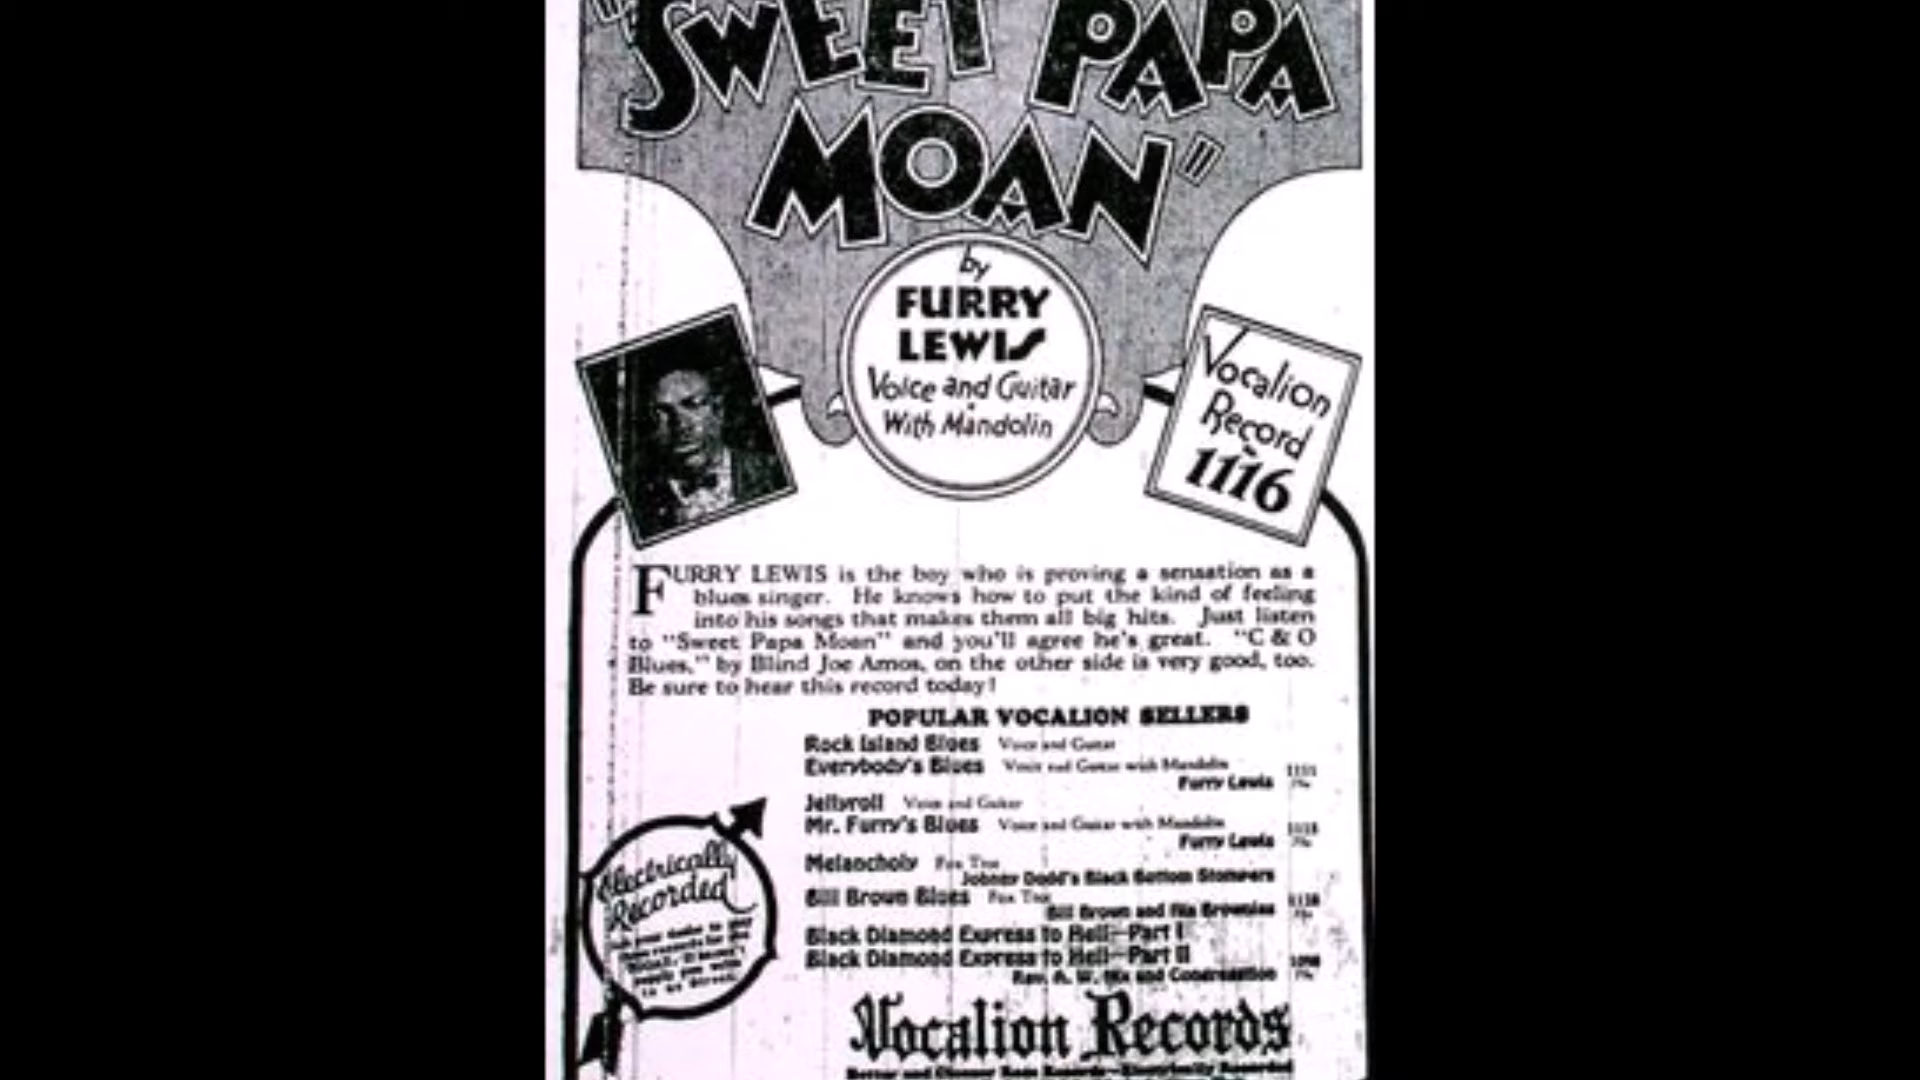 "SWEET PAPA
MOAN"
by
FURRY
LEWIS
Voice and Guitar
With Mandolin
Vocalion
Record
1116
FURRY LEWIS is the boy who is proving a sensation as a
blues singer. He knows how to put the kind of feeling
into his songs that makes them all big hits. Just listen
to "Sweet Papa Moan" and you'll agree he's great. "C & O
Blues," by Blind Joe Amos, on the other side is very good, too.
Be sure to hear this record today!
POPULAR VOCALION SELLERS
Rock Island Blues Voice and Guitar
Everybody's Blues Voice and Guitar with Mandolin
Furry Lewis
Jellyroll Voice and Guitar
Mr. Furry's Blues Voice and Guitar with Mandolin
Furry Lewis
Melancholy Fox Trot
Johnny Dodd's Black Bottom Stompers
Bill Brown Blues Fox Trot
Bill Brown and His Brownies
Black Diamond Express to Hell—Part I
Black Diamond Express to Hell—Part II
Rev. A. W. Nix and Congregation
Electrically
Recorded
Vocalion Records